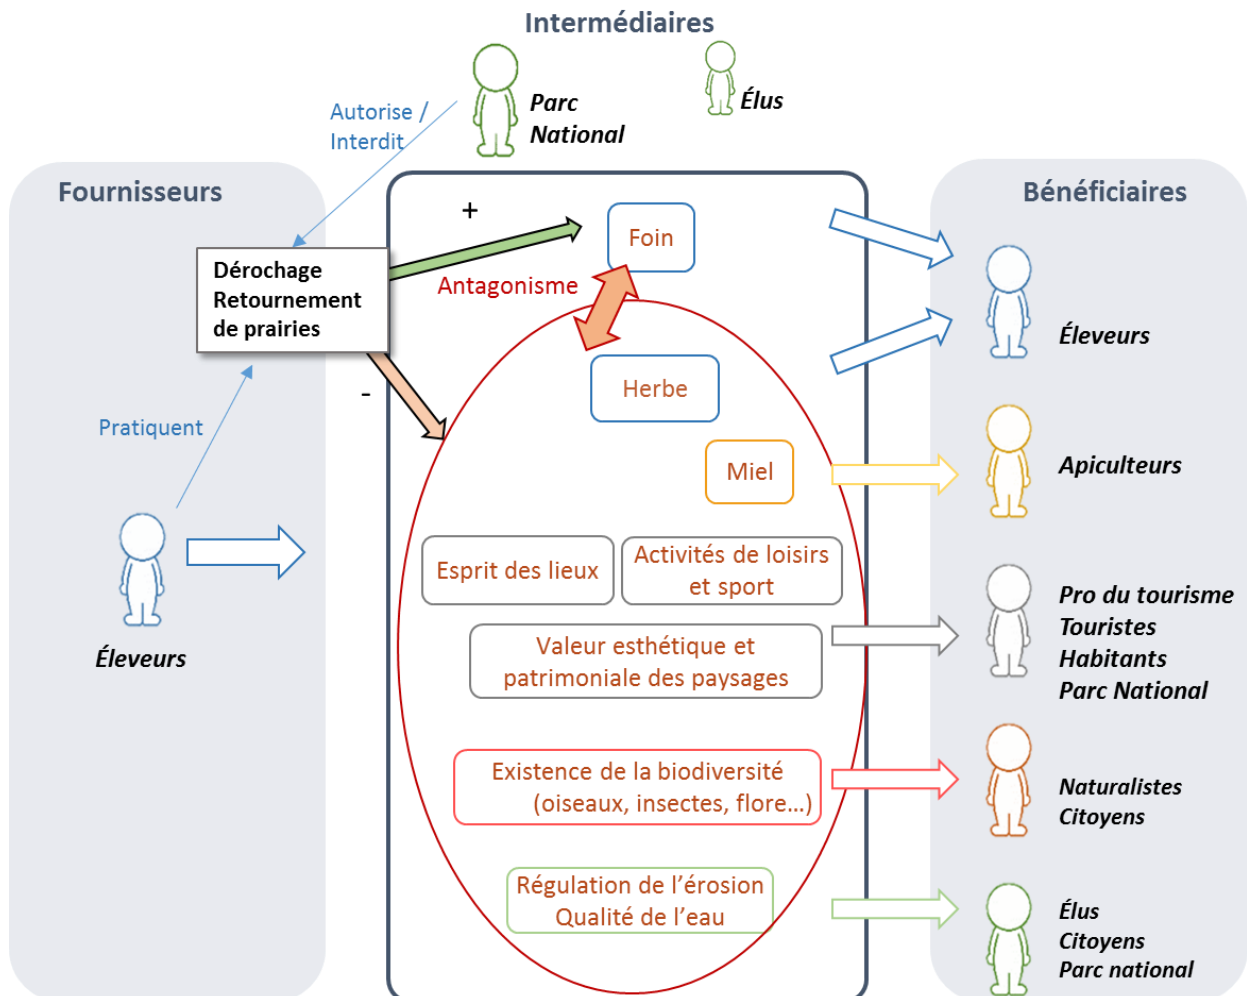 Intermédiaires
Parc
National
Élus
Autorise /
Interdit
Fournisseurs
Bénéficiaires
+
Foin
Dérochage
Retournement
de prairies
Antagonisme
-
Herbe
Pratiquent
Miel
Éleveurs
Esprit des lieux
Activités de loisirs
et sport
Valeur esthétique et
patrimoniale des paysages
Existence de la biodiversité
(oiseaux, insectes, flore...)
Régulation de l’érosion
Qualité de l’eau
Éleveurs
Apiculteurs
Pro du tourisme
Touristes
Habitants
Parc National
Naturalistes
Citoyens
Élus
Citoyens
Parc national